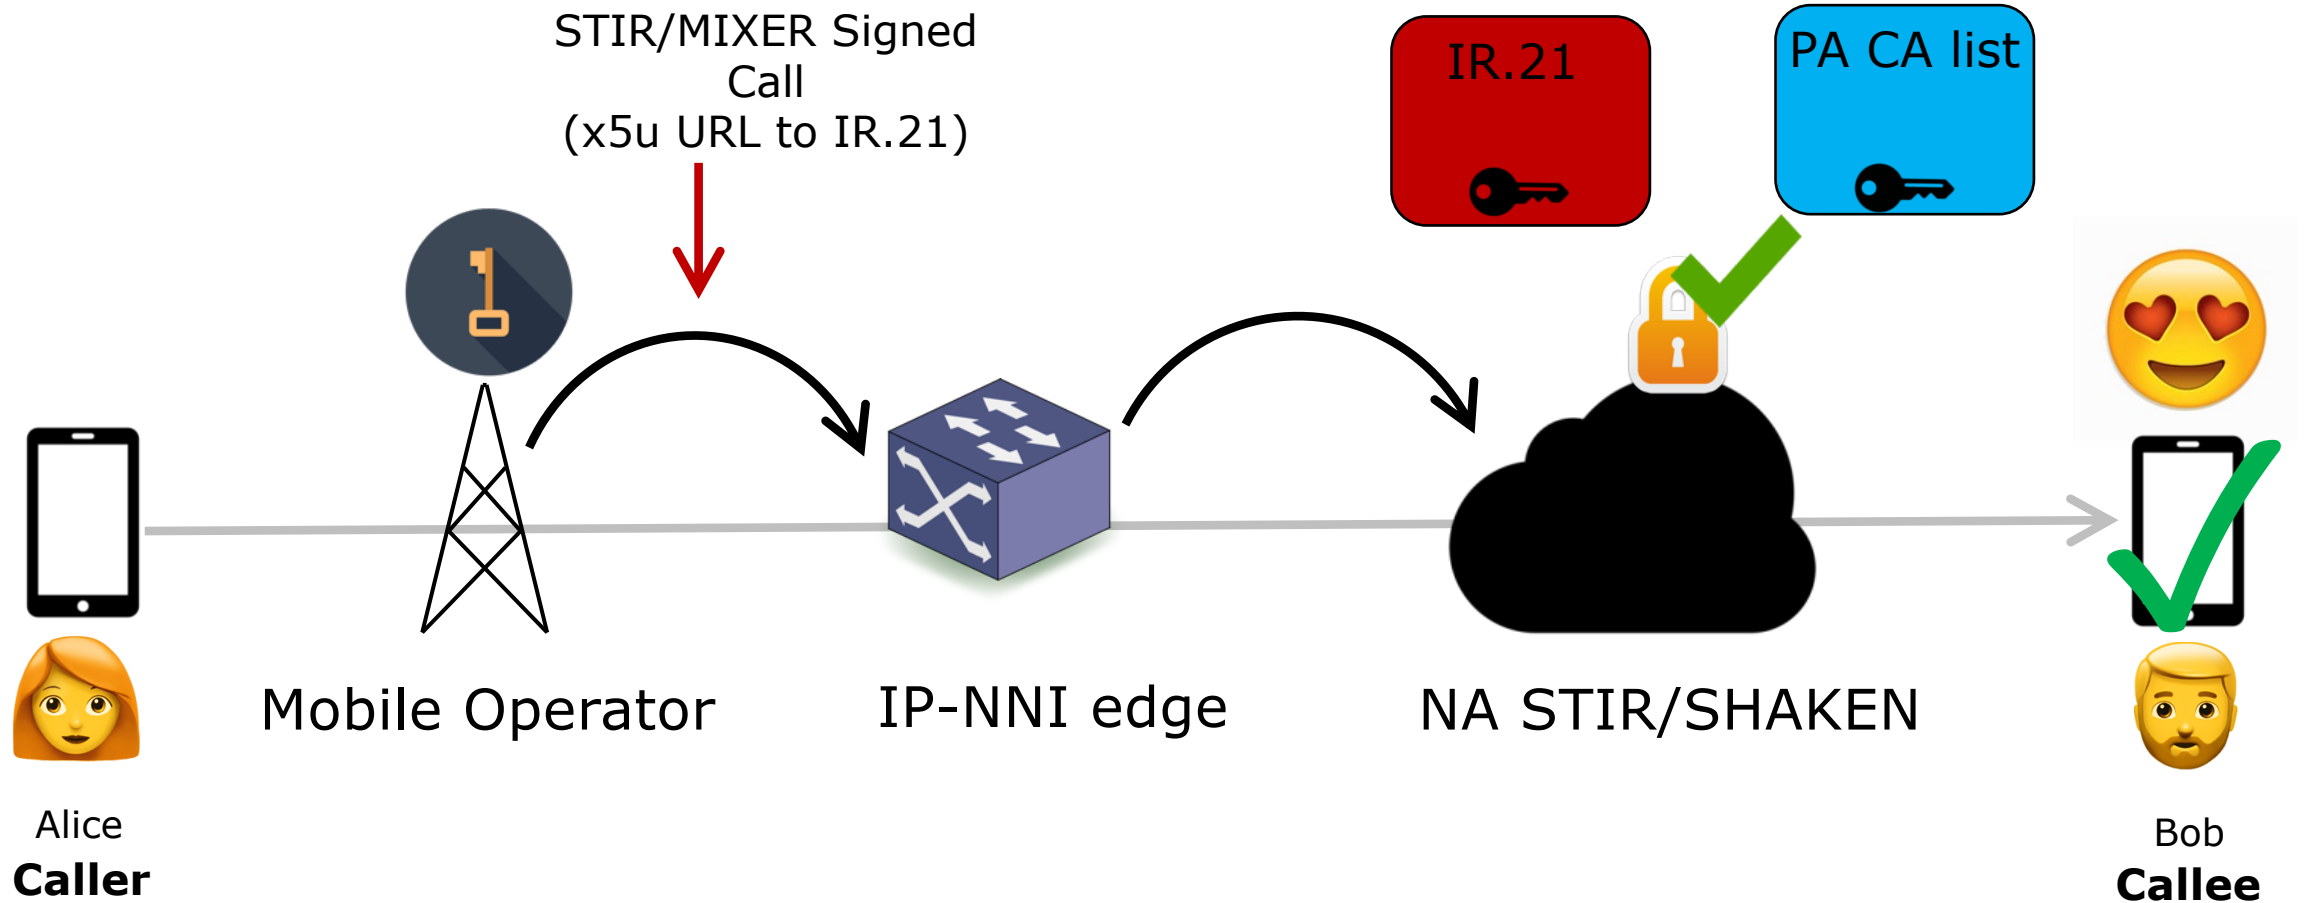 STIR/MIXER Signed
Call
(x5u URL to IR.21)
IR.21
PA CA list
Mobile Operator
IP-NNI edge
NA STIR/SHAKEN
Alice
Caller
Bob
Callee